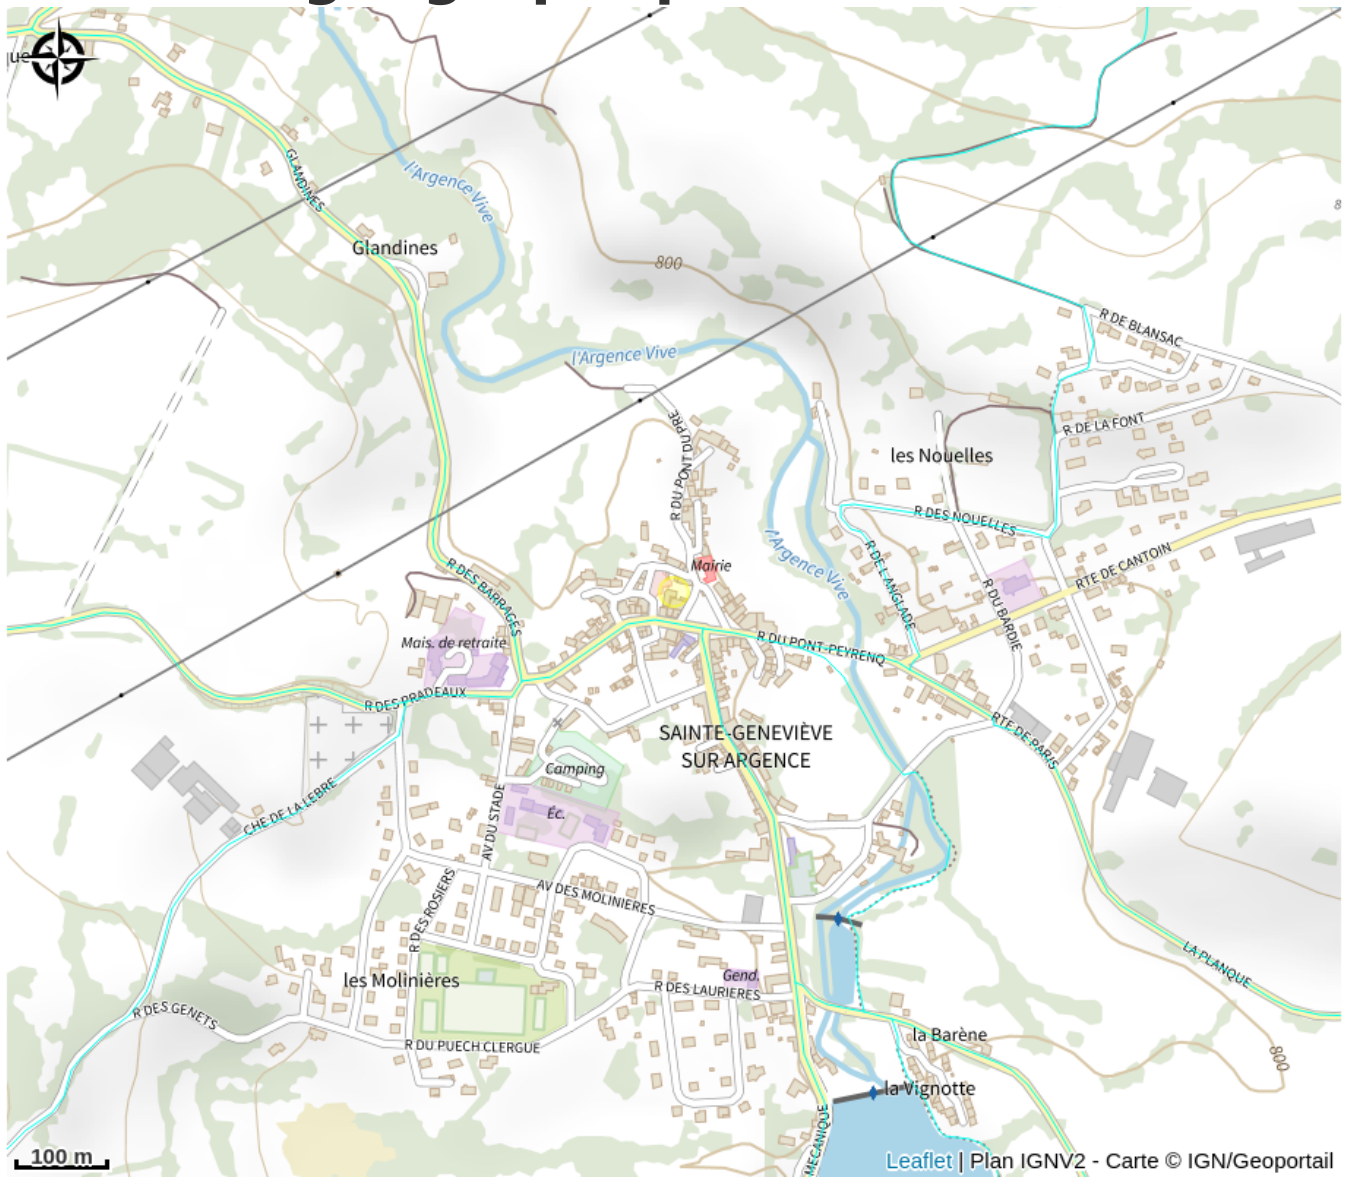 GLANDINES
l'Argence Vive
Glandines
800
l'Argence Vive
R DE BLANSAC
R DU PONT DU PRE
R DE LA FONT
les Nouelles
R DES NOUELLES
l'Argence Vive
R DE L'ANGLADE
R DES BARRAGES
Mairie
RTE DE CANTOIN
R DU BARDIE
Mais. de retraite
R DU PONT-PEYRENQ
R DES PRADEAUX
SAINTE-GENEVIÈVE
SUR ARGENCE
RTE DE PARIS
Camping
CHE DE LA LEBRE
AV DU STADE
Éc.
AV DES MOLINIERES
R DES ROSIERS
les Molinières
Gend.
R DES LAURIERES
LA PLANQUE
R DES GENETS
R DU PUECH CLERGUE
la Barène
800
la Vignotte
MECANIQUE
100 m
Leaflet | Plan IGNV2 - Carte © IGN/Geoportail